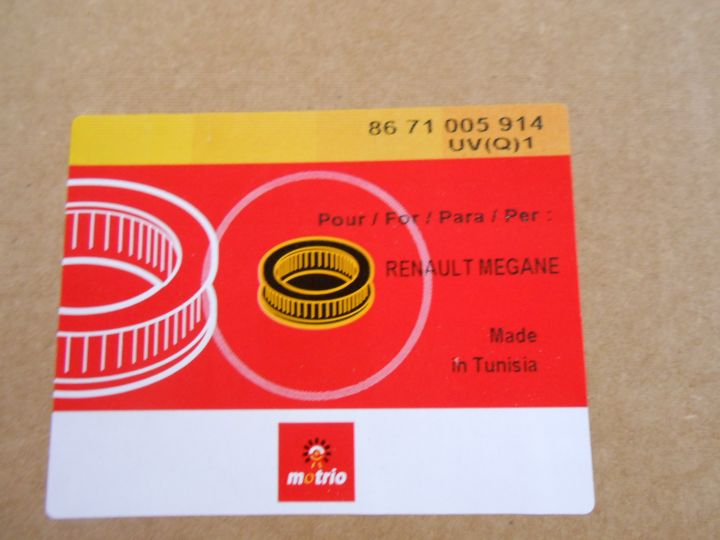 86 71 005 914
UV(Q)1
Pour / For / Para / Per :
RENAULT MEGANE
Made
in Tunisia
motrio